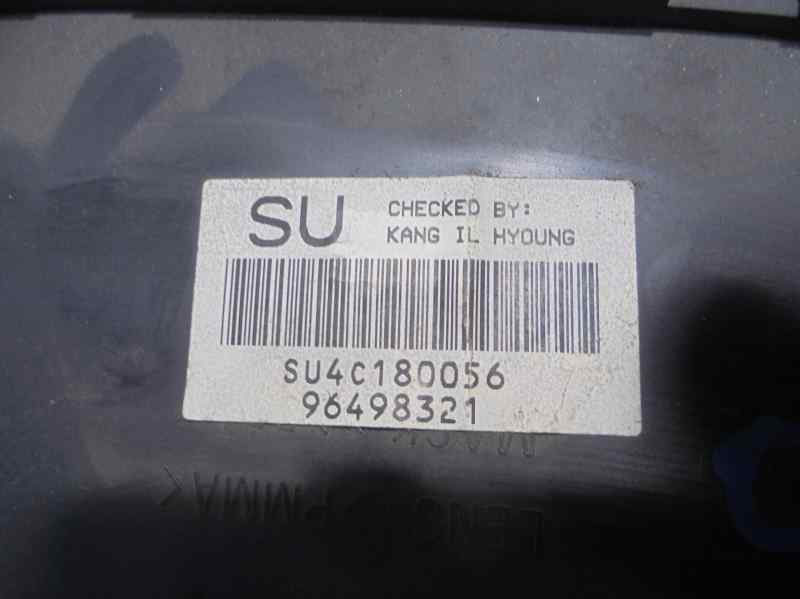 SU
CHECKED BY:
KANG IL HYOUNG
SU4C180056
96498321